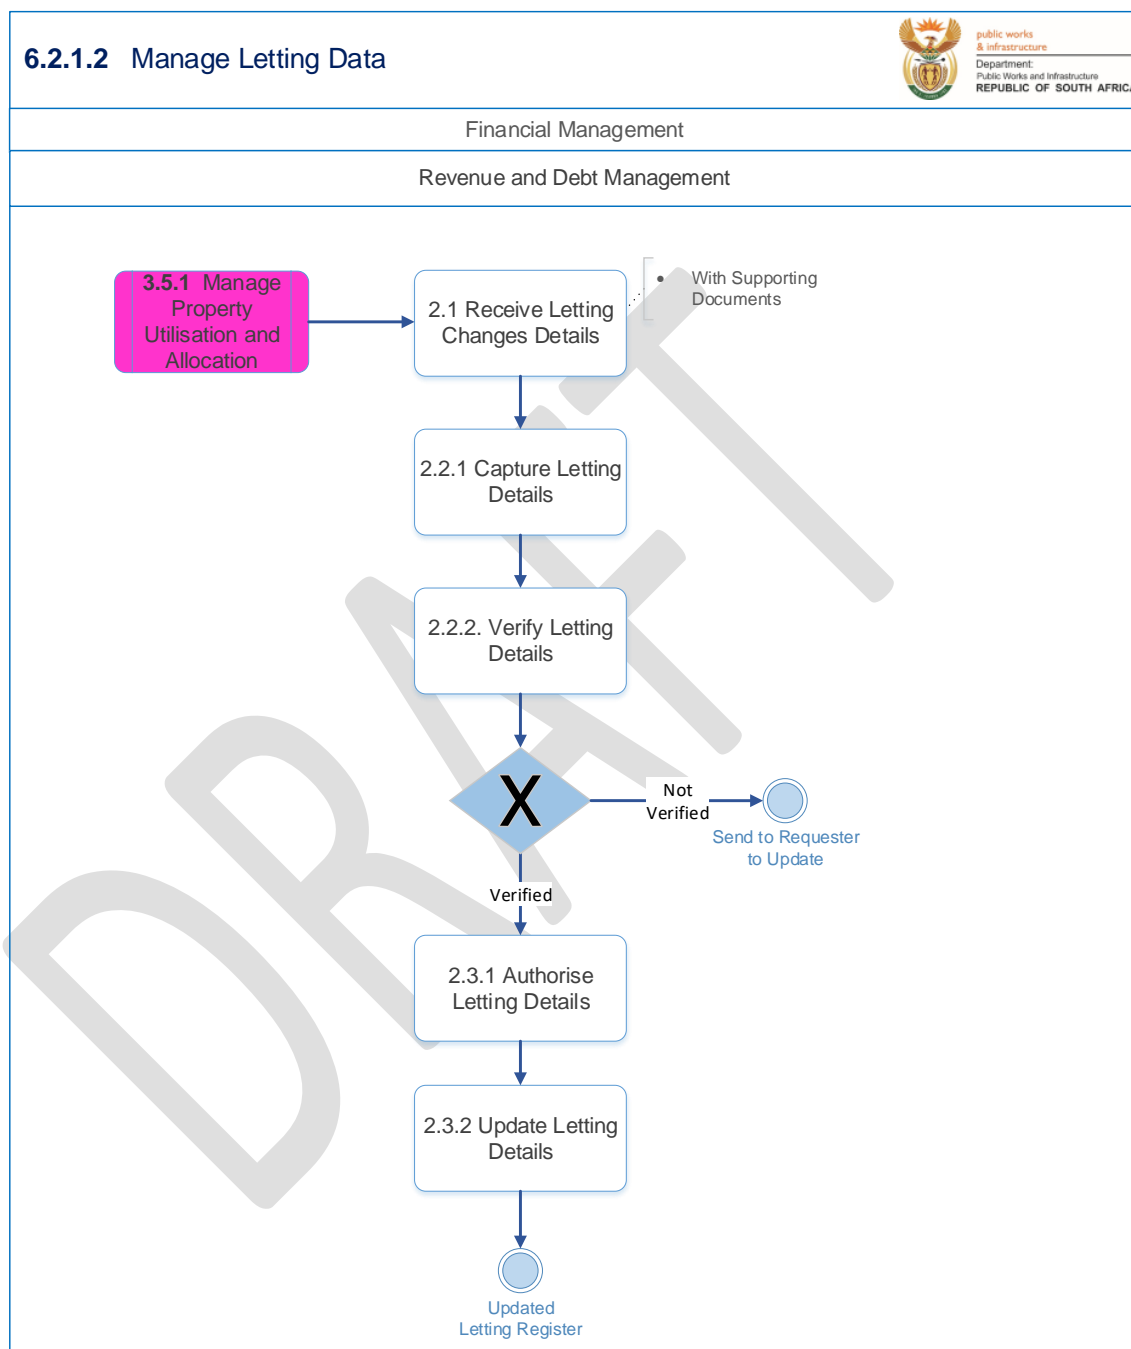 6.2.1.2 Manage Letting Data
public works
& infrastructure
Department:
Public Works and Infrastructure
REPUBLIC OF SOUTH AFRICA
Financial Management
Revenue and Debt Management
3.5.1 Manage
Property
Utilisation and
Allocation
2.1 Receive Letting
Changes Details
• With Supporting
Documents
2.2.1 Capture Letting
Details
2.2.2. Verify Letting
Details
X
Not
Verified
Send to Requester
to Update
Verified
2.3.1 Authorise
Letting Details
2.3.2 Update Letting
Details
Updated
Letting Register
DRAFT